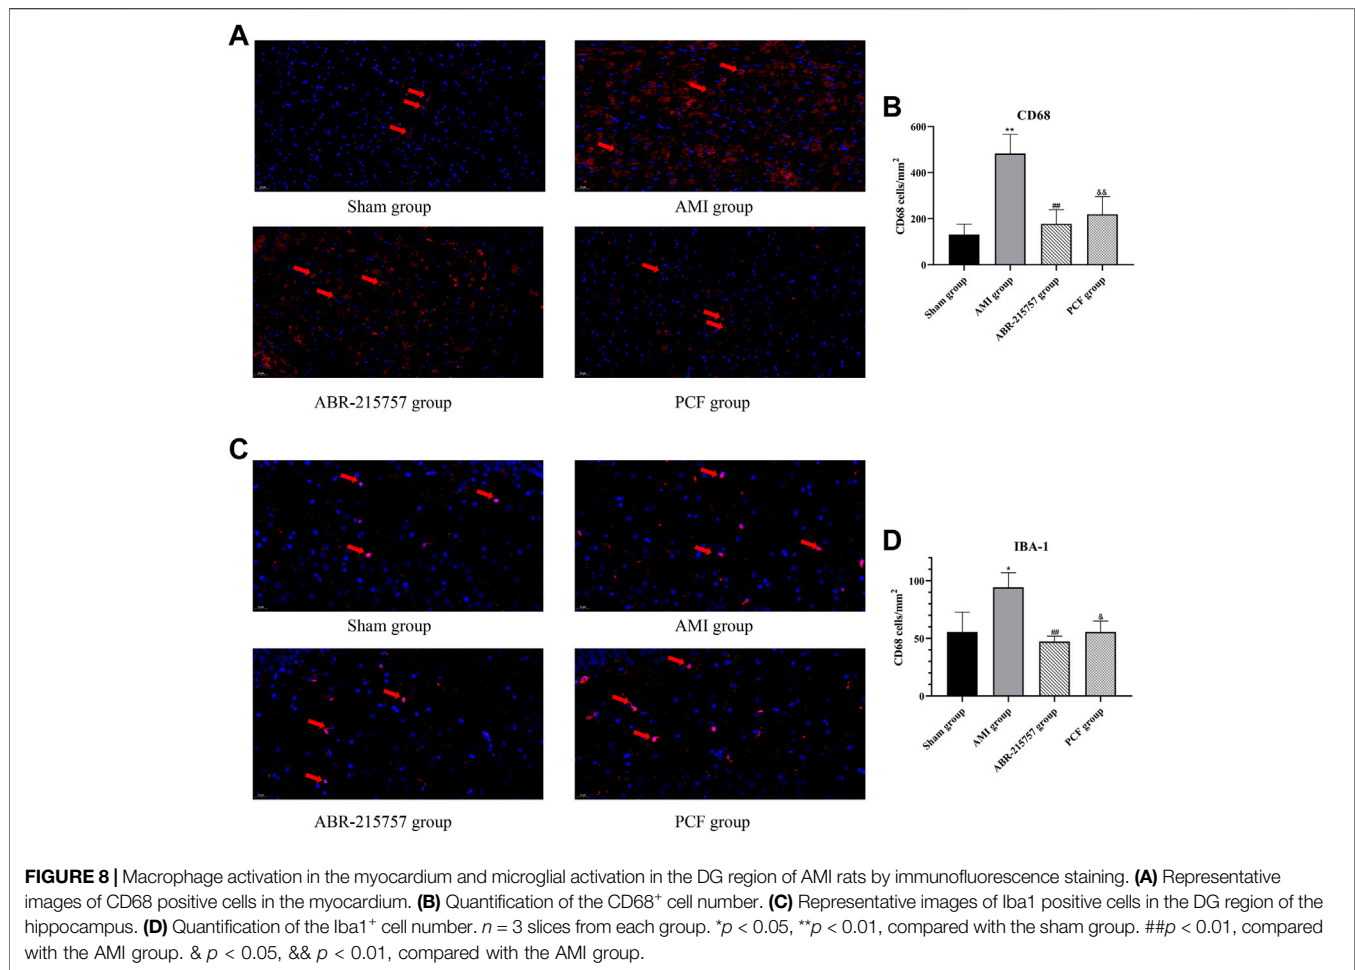 A
Sham group
AMI group
ABR-215757 group
PCF group
B
CD68
CD68 cells/mm²
600
400
200
0
**
##
&&
Sham group
AMI group
ABR-215757 group
PCF group
C
Sham group
AMI group
ABR-215757 group
PCF group
D
IBA-1
CD68 cells/mm²
100
50
0
*
##
&
Sham group
AMI group
ABR-215757 group
PCF group
FIGURE 8 | Macrophage activation in the myocardium and microglial activation in the DG region of AMI rats by immunofluorescence staining. (A) Representative
images of CD68 positive cells in the myocardium. (B) Quantification of the CD68⁺ cell number. (C) Representative images of Iba1 positive cells in the DG region of the
hippocampus. (D) Quantification of the Iba1⁺ cell number. n = 3 slices from each group. *p < 0.05, **p < 0.01, compared with the sham group. ##p < 0.01, compared
with the AMI group. & p < 0.05, && p < 0.01, compared with the AMI group.